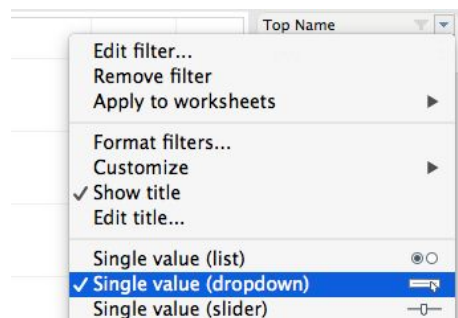 Top Name
Edit filter...
Remove filter
Apply to worksheets
Format filters...
Customize
Show title
Edit title...
Single value (list)
Single value (dropdown)
Single value (slider)